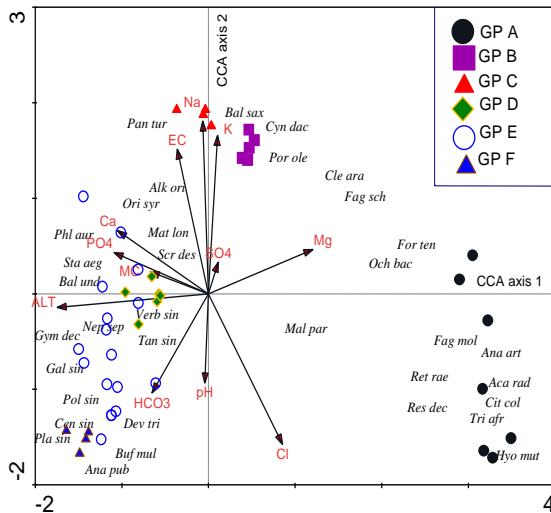 3
CCA axis 2
GP A
GP B
GP C
GP D
GP E
GP F
Na
Bal sax
Pan tur
K
Cyn dac
EC
Por ole
Cle ara
Alk ori
Fag sch
Ori syr
Ca
Mat lon
Mg
Phl aur
PO4
Scr des
SO4
For ten
Sta aeg
MC
Och bac
Bal und
CCA axis 1
ALT
Verb sin
Nep sep
Mal par
Gym dec
Tan sin
Fag mol
Ana art
Gal sin
Ret rae
Aca rad
Pol sin
HCO3
pH
Res dec
Cit col
Tri afr
Cen sin
Dev tri
Pla sin
Cl
Buf mul
Hyo mut
Ana pub
-2
-2
4